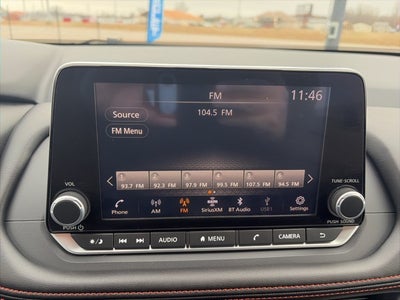 FM
11:46
Source
104.5 FM
FM Menu
93.7 FM 92.3 FM 97.9 FM 99.5 FM 107.5 FM 94.5 FM
VOL
TUNE·SCROLL
Phone AM FM SiriusXM BT Audio USB1 Settings
PUSH
PUSH SOUND
AUDIO MENU CAMERA